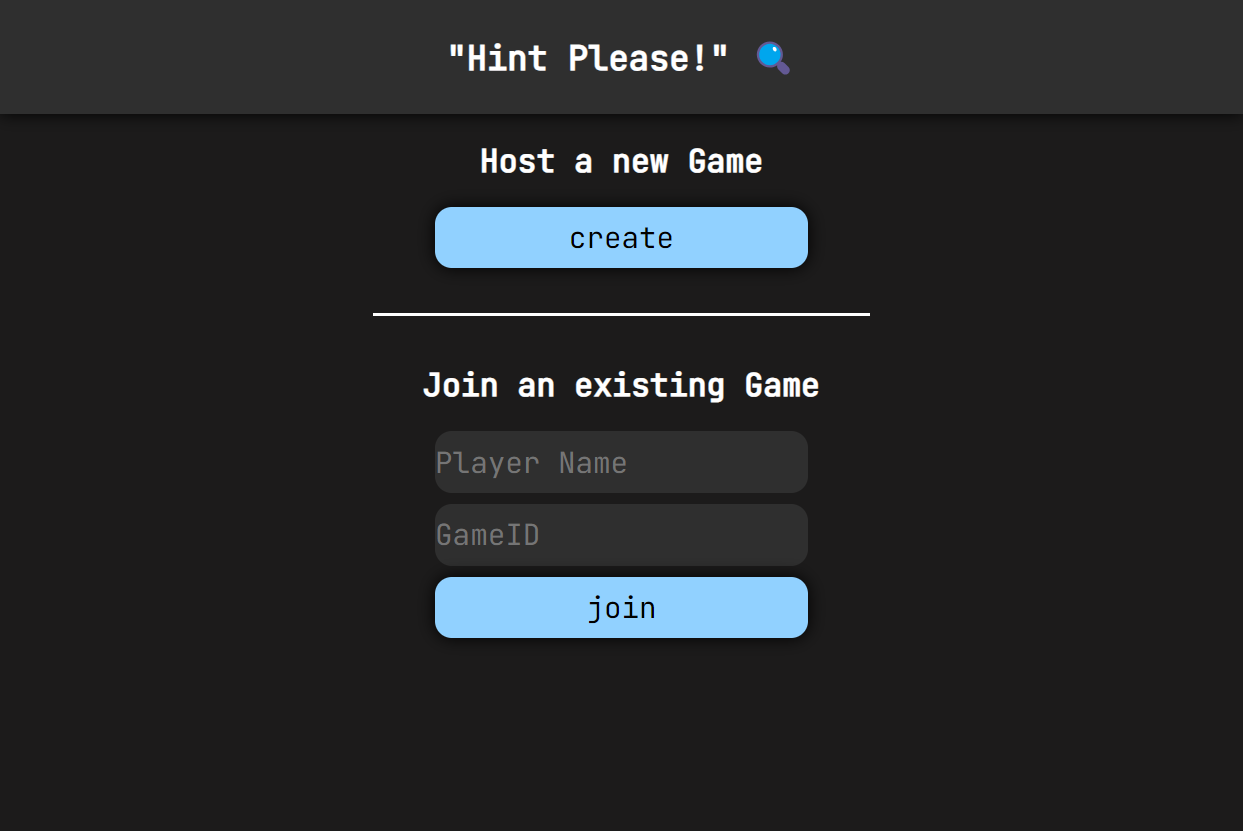 "Hint Please!" 🔍
Host a new Game
create
Join an existing Game
Player Name
GameID
join